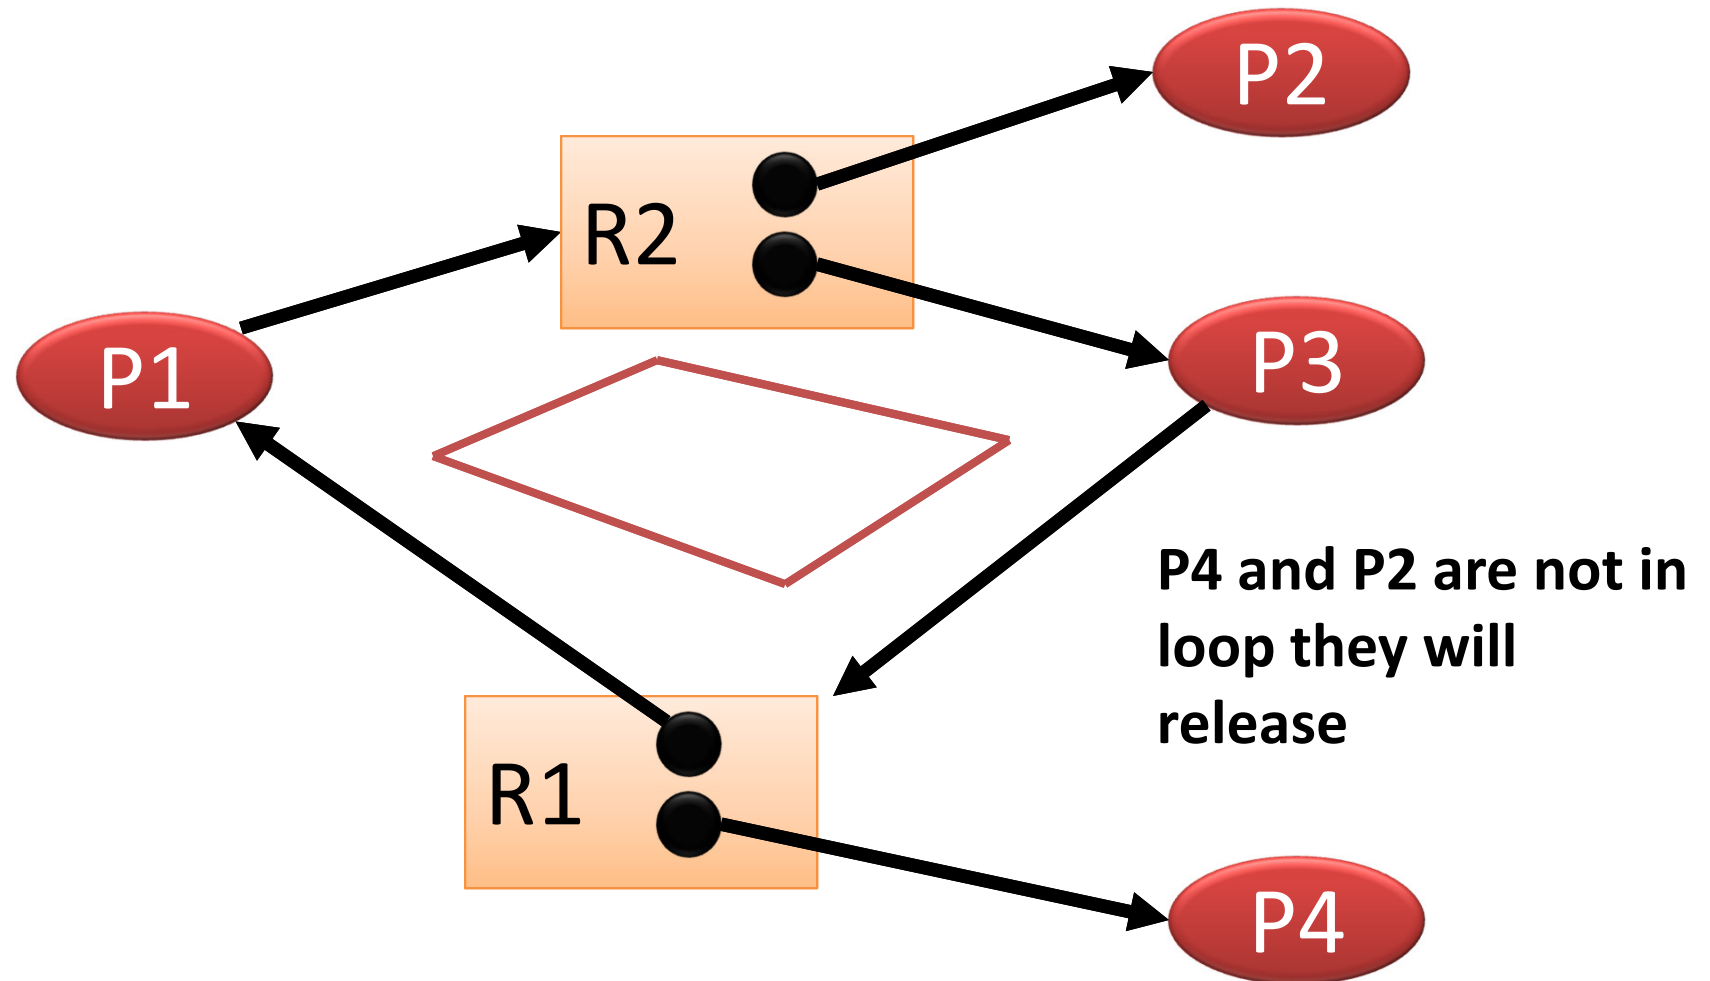 P2
R2
P1
P3
P4 and P2 are not in
loop they will
release
R1
P4